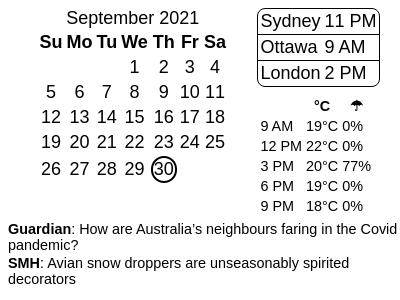 September 2021
Su Mo Tu We Th Fr Sa
1 2 3 4
5 6 7 8 9 10 11
12 13 14 15 16 17 18
19 20 21 22 23 24 25
26 27 28 29 30
Sydney 11 PM
Ottawa 9 AM
London 2 PM
°C ☂
9 AM 19°C 0%
12 PM 22°C 0%
3 PM 20°C 77%
6 PM 19°C 0%
9 PM 18°C 0%
Guardian: How are Australia’s neighbours faring in the Covid
pandemic?
SMH: Avian snow droppers are unseasonably spirited
decorators